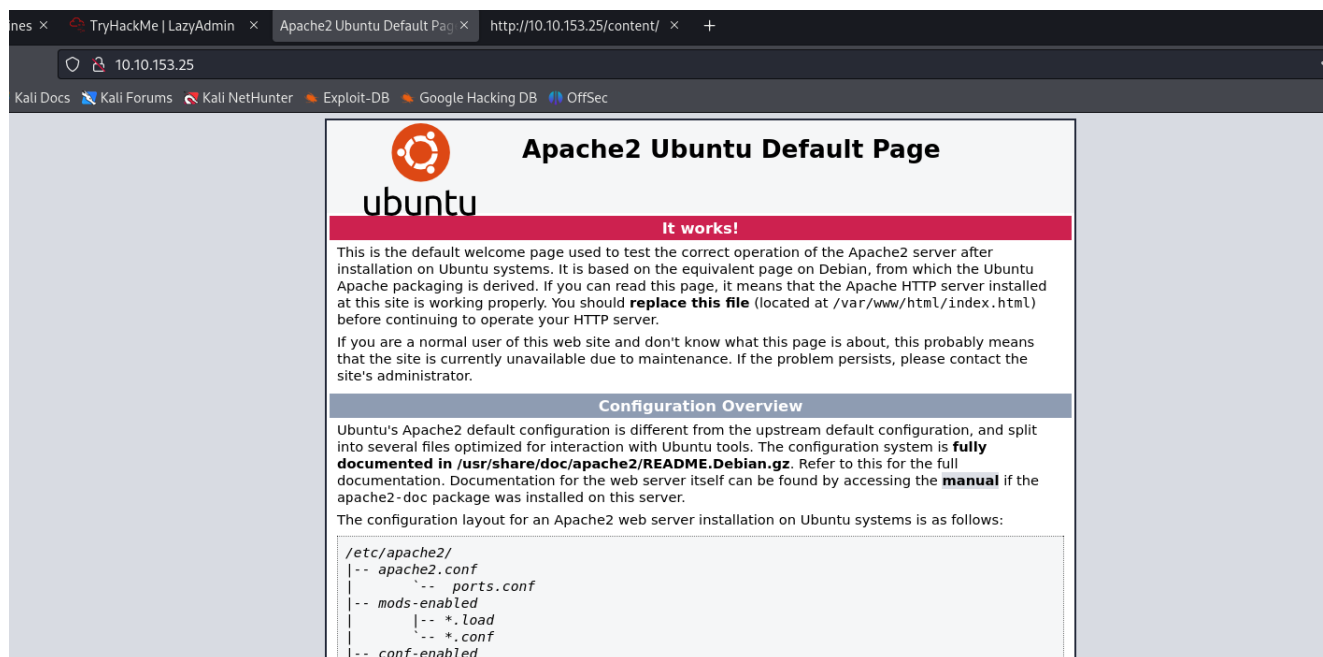 ines × TryHackMe | LazyAdmin × Apache2 Ubuntu Default Pag × http://10.10.153.25/content/ × +
10.10.153.25
Kali Docs Kali Forums Kali NetHunter Exploit-DB Google Hacking DB OffSec
ubuntu
Apache2 Ubuntu Default Page
It works!
This is the default welcome page used to test the correct operation of the Apache2 server after
installation on Ubuntu systems. It is based on the equivalent page on Debian, from which the Ubuntu
Apache packaging is derived. If you can read this page, it means that the Apache HTTP server installed
at this site is working properly. You should replace this file (located at /var/www/html/index.html)
before continuing to operate your HTTP server.
If you are a normal user of this web site and don't know what this page is about, this probably means
that the site is currently unavailable due to maintenance. If the problem persists, please contact the
site's administrator.
Configuration Overview
Ubuntu's Apache2 default configuration is different from the upstream default configuration, and split
into several files optimized for interaction with Ubuntu tools. The configuration system is fully
documented in /usr/share/doc/apache2/README.Debian.gz. Refer to this for the full
documentation. Documentation for the web server itself can be found by accessing the manual if the
apache2-doc package was installed on this server.
The configuration layout for an Apache2 web server installation on Ubuntu systems is as follows:
/etc/apache2/
|-- apache2.conf
|       `--  ports.conf
|-- mods-enabled
|       |-- *.load
|       `-- *.conf
|-- conf-enabled